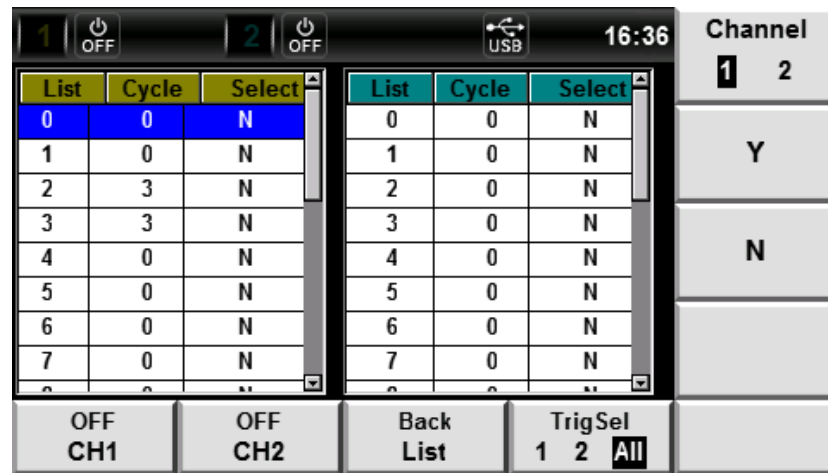 1 OFF 2 OFF USB 16:36
Channel
1 2
List Cycle Select List Cycle Select
0 0 N 0 0 N
1 0 N 1 0 N
2 3 N 2 0 N
3 3 N 3 0 N
4 0 N 4 0 N
5 0 N 5 0 N
6 0 N 6 0 N
7 0 N 7 0 N
Y
N
OFF
CH1
OFF
CH2
Back
List
TrigSel
1 2 All